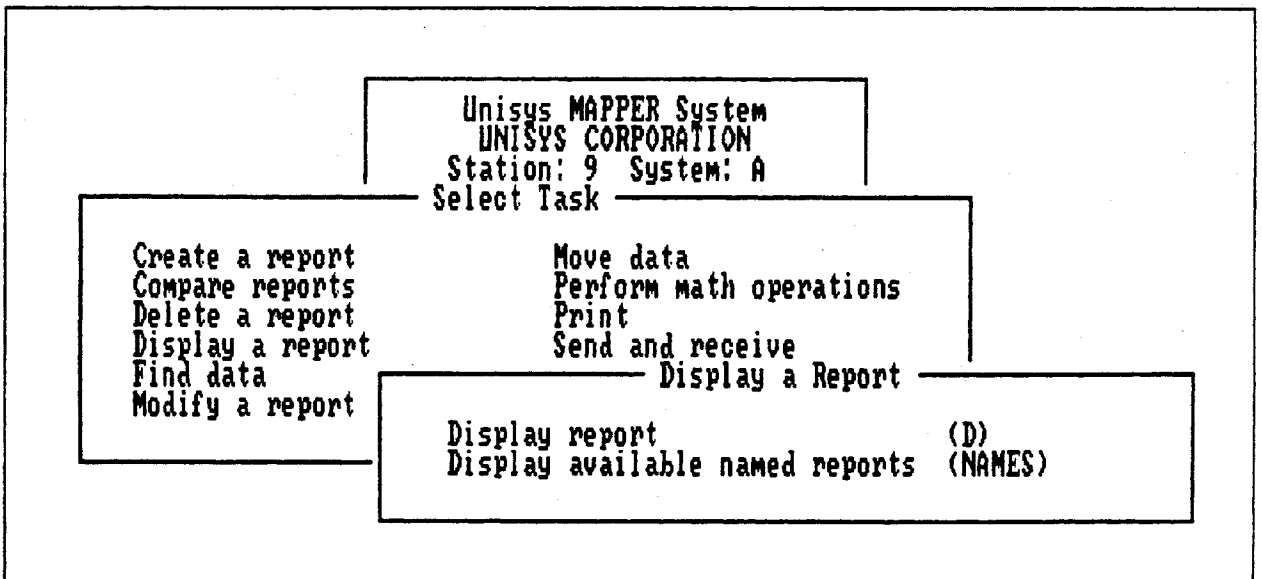 Unisys MAPPER System
UNISYS CORPORATION
Station: 9 System: A
Select Task
Create a report Move data
Compare reports Perform math operations
Delete a report Print
Display a report Send and receive
Find data
Modify a report
Display a Report
Display report (D)
Display available named reports (NAMES)